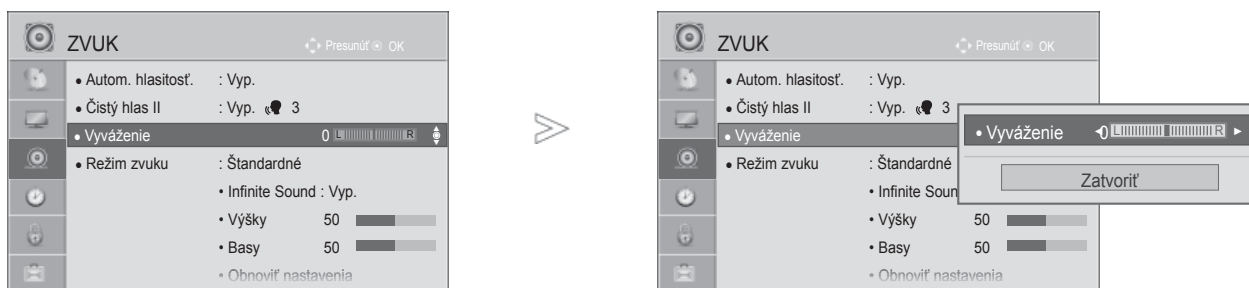 ZVUK Presunúť OK
• Autom. hlasitosť. : Vyp.
• Čistý hlas II : Vyp. 3
• Vyváženie 0 L R
• Režim zvuku : Štandardné
• Infinite Sound : Vyp.
• Výšky 50
• Basy 50
• Obnoviť nastavenia
ZVUK Presunúť OK
• Autom. hlasitosť. : Vyp.
• Čistý hlas II : Vyp. 3
• Vyváženie
• Režim zvuku : Štandardné
• Infinite Soun
• Výšky 50
• Basy 50
• Obnoviť nastavenia
• Vyváženie 0 L R
Zatvoriť